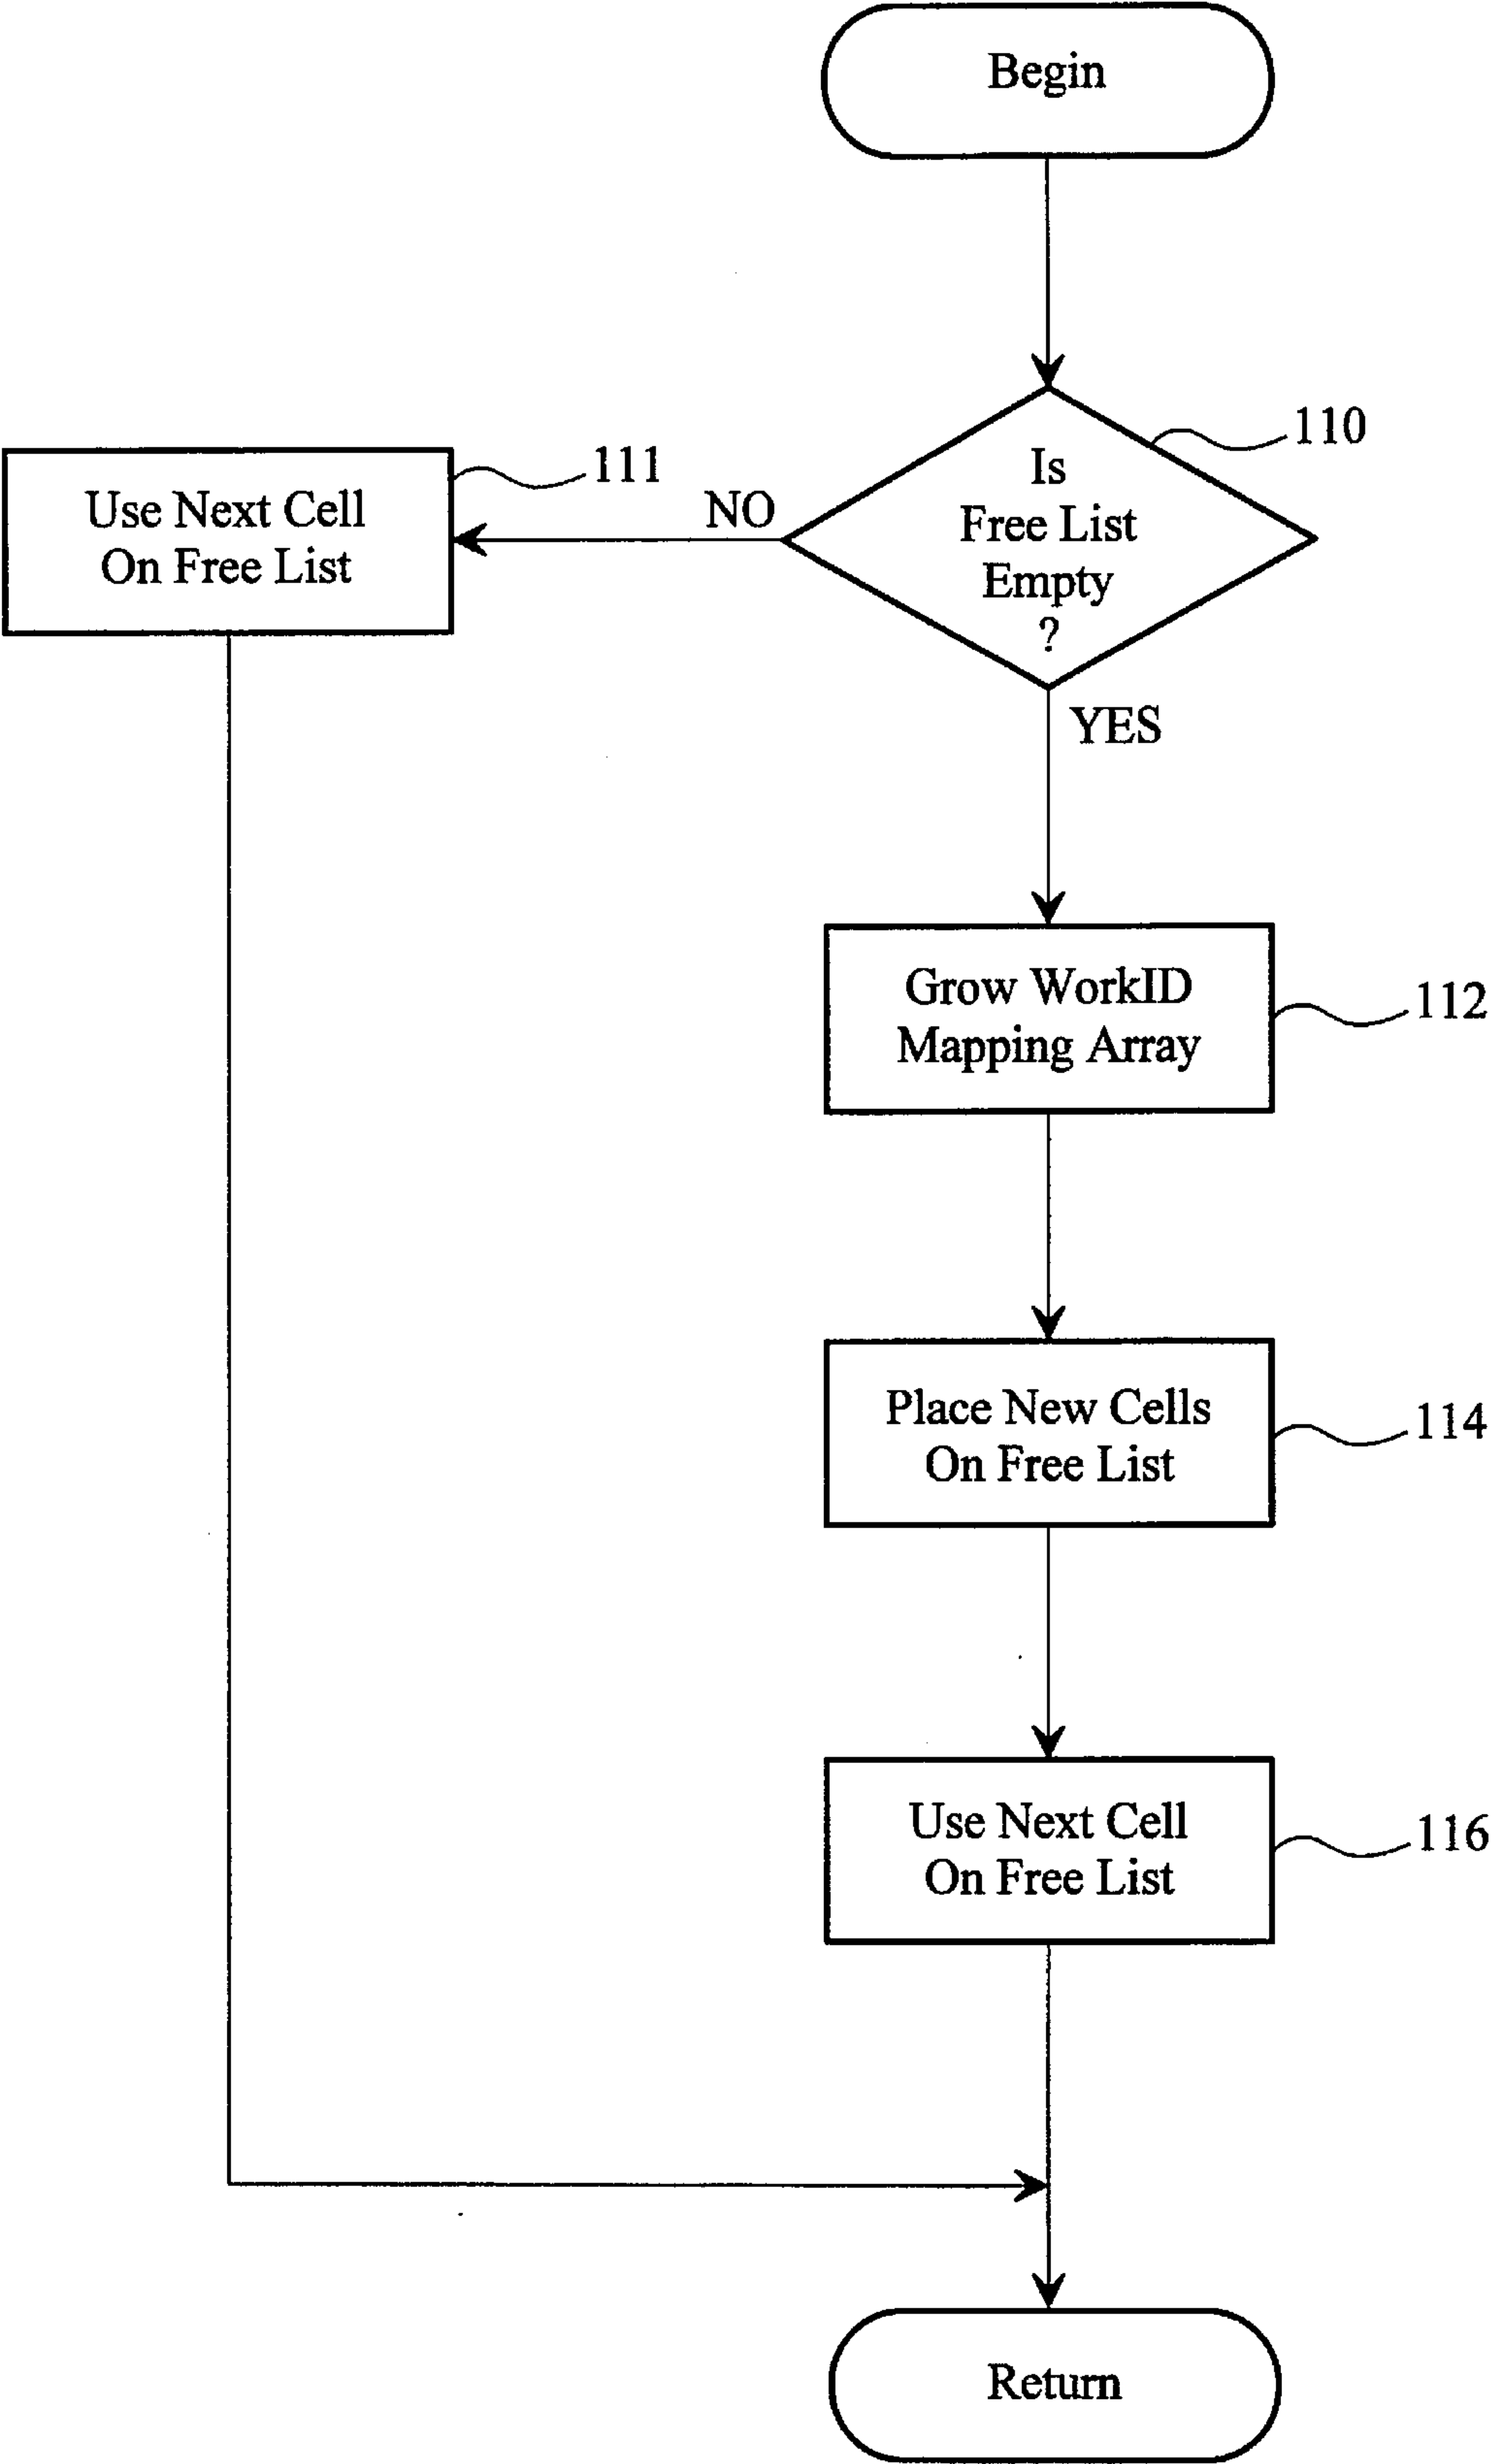 Begin
110
Is
Free List
Empty
?
NO
111
Use Next Cell
On Free List
YES
Grow WorkID
Mapping Array
112
Place New Cells
On Free List
114
Use Next Cell
On Free List
116
Return